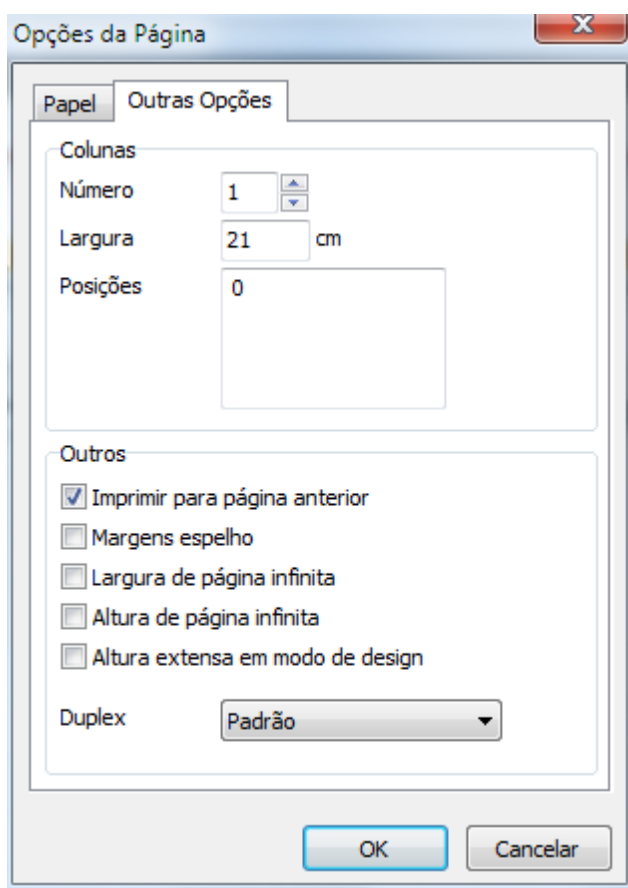 Opções da Página
Papel Outras Opções
Colunas
Número 1
Largura 21 cm
Posições 0
Outros
Imprimir para página anterior
Margens espelho
Largura de página infinita
Altura de página infinita
Altura extensa em modo de design
Duplex Padrão
OK Cancelar